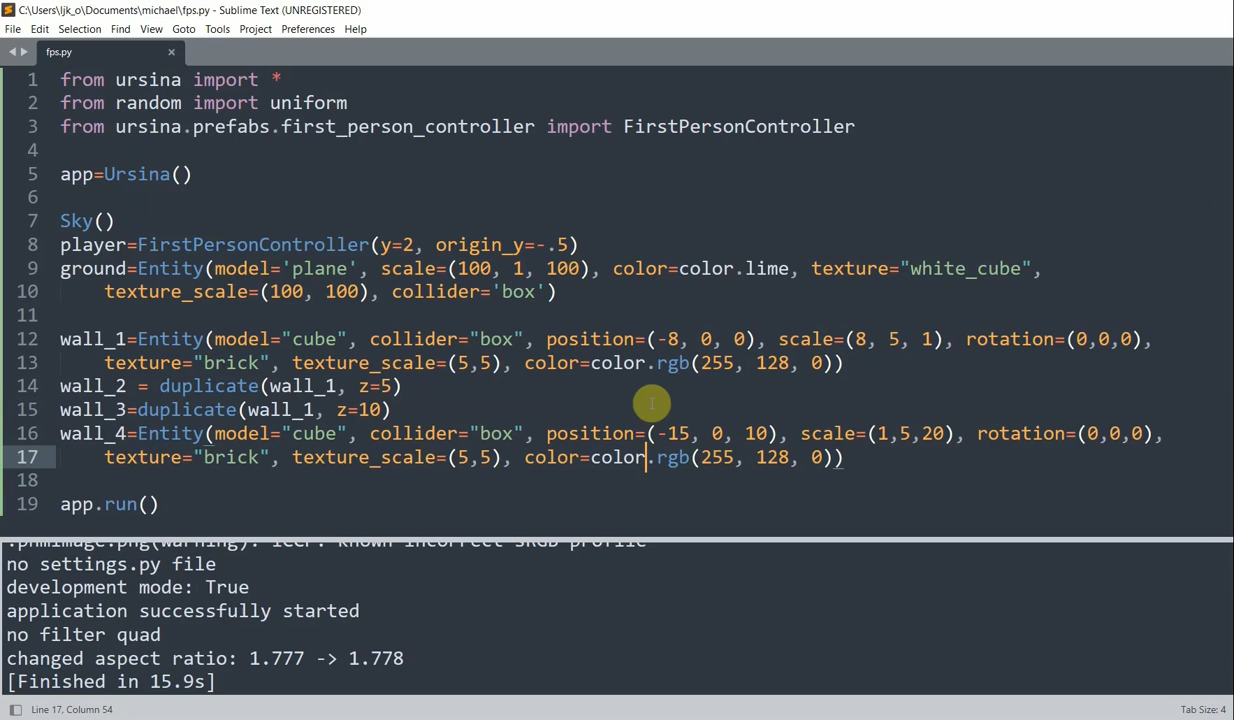 C:\Users\ljk_o\Documents\michael\fps.py - Sublime Text (UNREGISTERED)
File Edit Selection Find View Goto Tools Project Preferences Help
fps.py
1 from ursina import *
2 from random import uniform
3 from ursina.prefabs.first_person_controller import FirstPersonController
4
5 app=Ursina()
6
7 Sky()
8 player=FirstPersonController(y=2, origin_y=-.5)
9 ground=Entity(model='plane', scale=(100, 1, 100), color=color.lime, texture="white_cube",
10 texture_scale=(100, 100), collider='box')
11
12 wall_1=Entity(model="cube", collider="box", position=(-8, 0, 0), scale=(8, 5, 1), rotation=(0,0,0),
13 texture="brick", texture_scale=(5,5), color=color.rgb(255, 128, 0))
14 wall_2 = duplicate(wall_1, z=5)
15 wall_3=duplicate(wall_1, z=10)
16 wall_4=Entity(model="cube", collider="box", position=(-15, 0, 10), scale=(1,5,20), rotation=(0,0,0),
17 texture="brick", texture_scale=(5,5), color=color.rgb(255, 128, 0))
18
19 app.run()
:pnmimage:png(warning): iCCP: known incorrect sRGB profile
no settings.py file
development mode: True
application successfully started
no filter quad
changed aspect ratio: 1.777 -> 1.778
[Finished in 15.9s]
Line 17, Column 54
Tab Size: 4